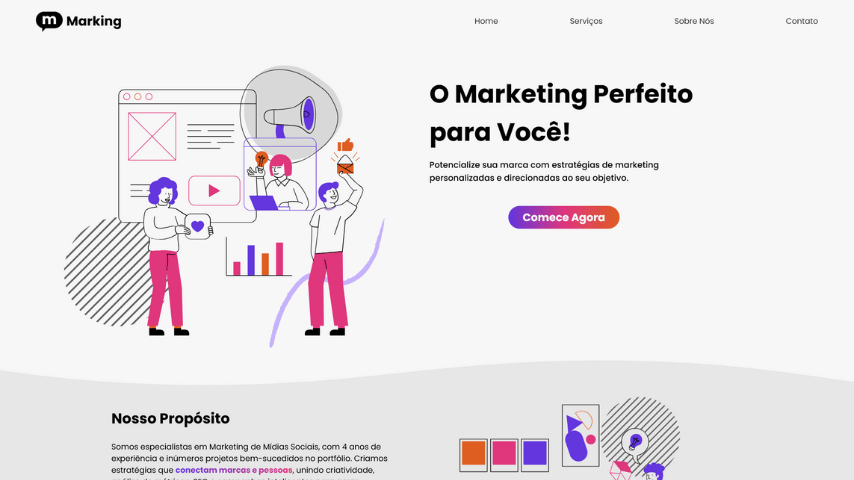 m Marking
Home
Serviços
Sobre Nós
Contato
O Marketing Perfeito
para Você!
Potencialize sua marca com estratégias de marketing
personalizadas e direcionadas ao seu objetivo.
Comece Agora
Nosso Propósito
Somos especialistas em Marketing de Mídias Sociais, com 4 anos de
experiência e inúmeros projetos bem-sucedidos no portfólio. Criamos
estratégias que conectam marcas e pessoas, unindo criatividade,